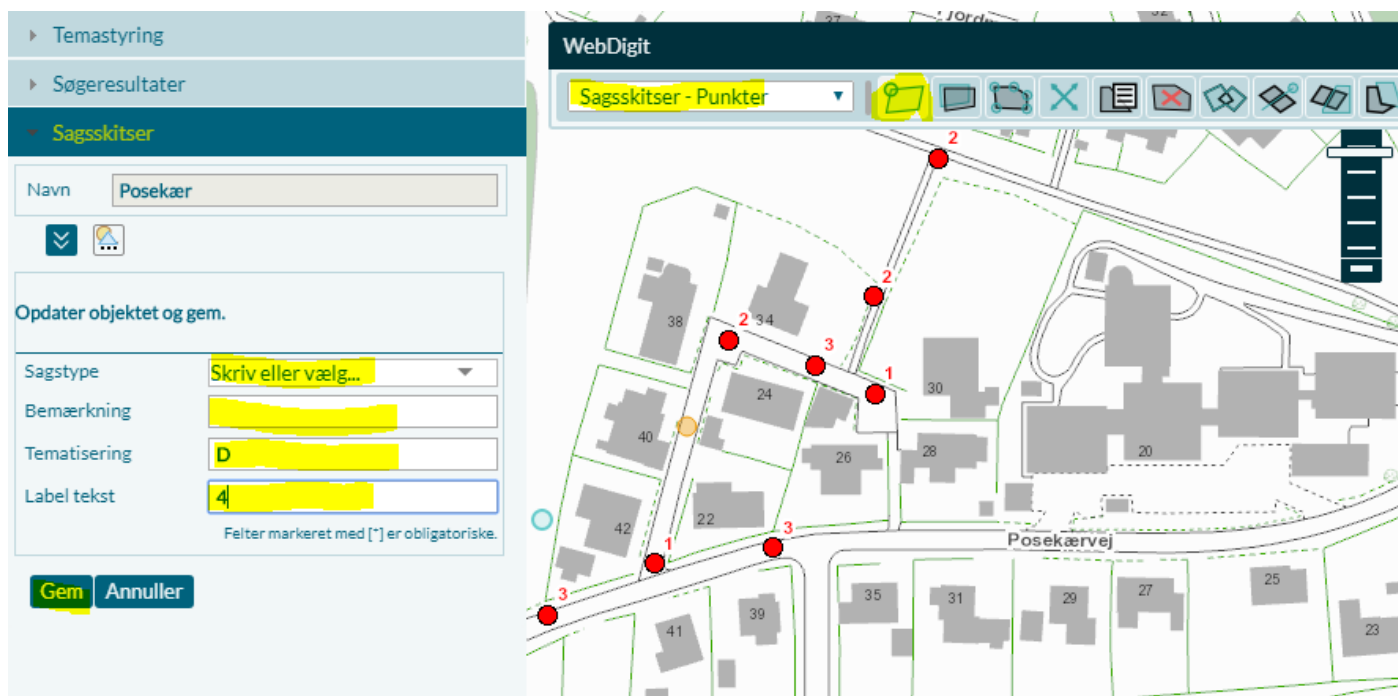 Temastyring
Søgeresultater
Sagsskitser
Navn
Posekær
Opdater objektet og gem.
Sagstype
Skriv eller vælg...
Bemærkning
Tematisering
D
Label tekst
4
Felter markeret med [*] er obligatoriske.
Gem
Annuller
37
32
WebDigit
Sagsskitser - Punkter
2
2
38
2
34
3
1
30
24
40
26
28
20
42
22
1
3
Posekærvej
3
41
39
35
31
29
27
25
23